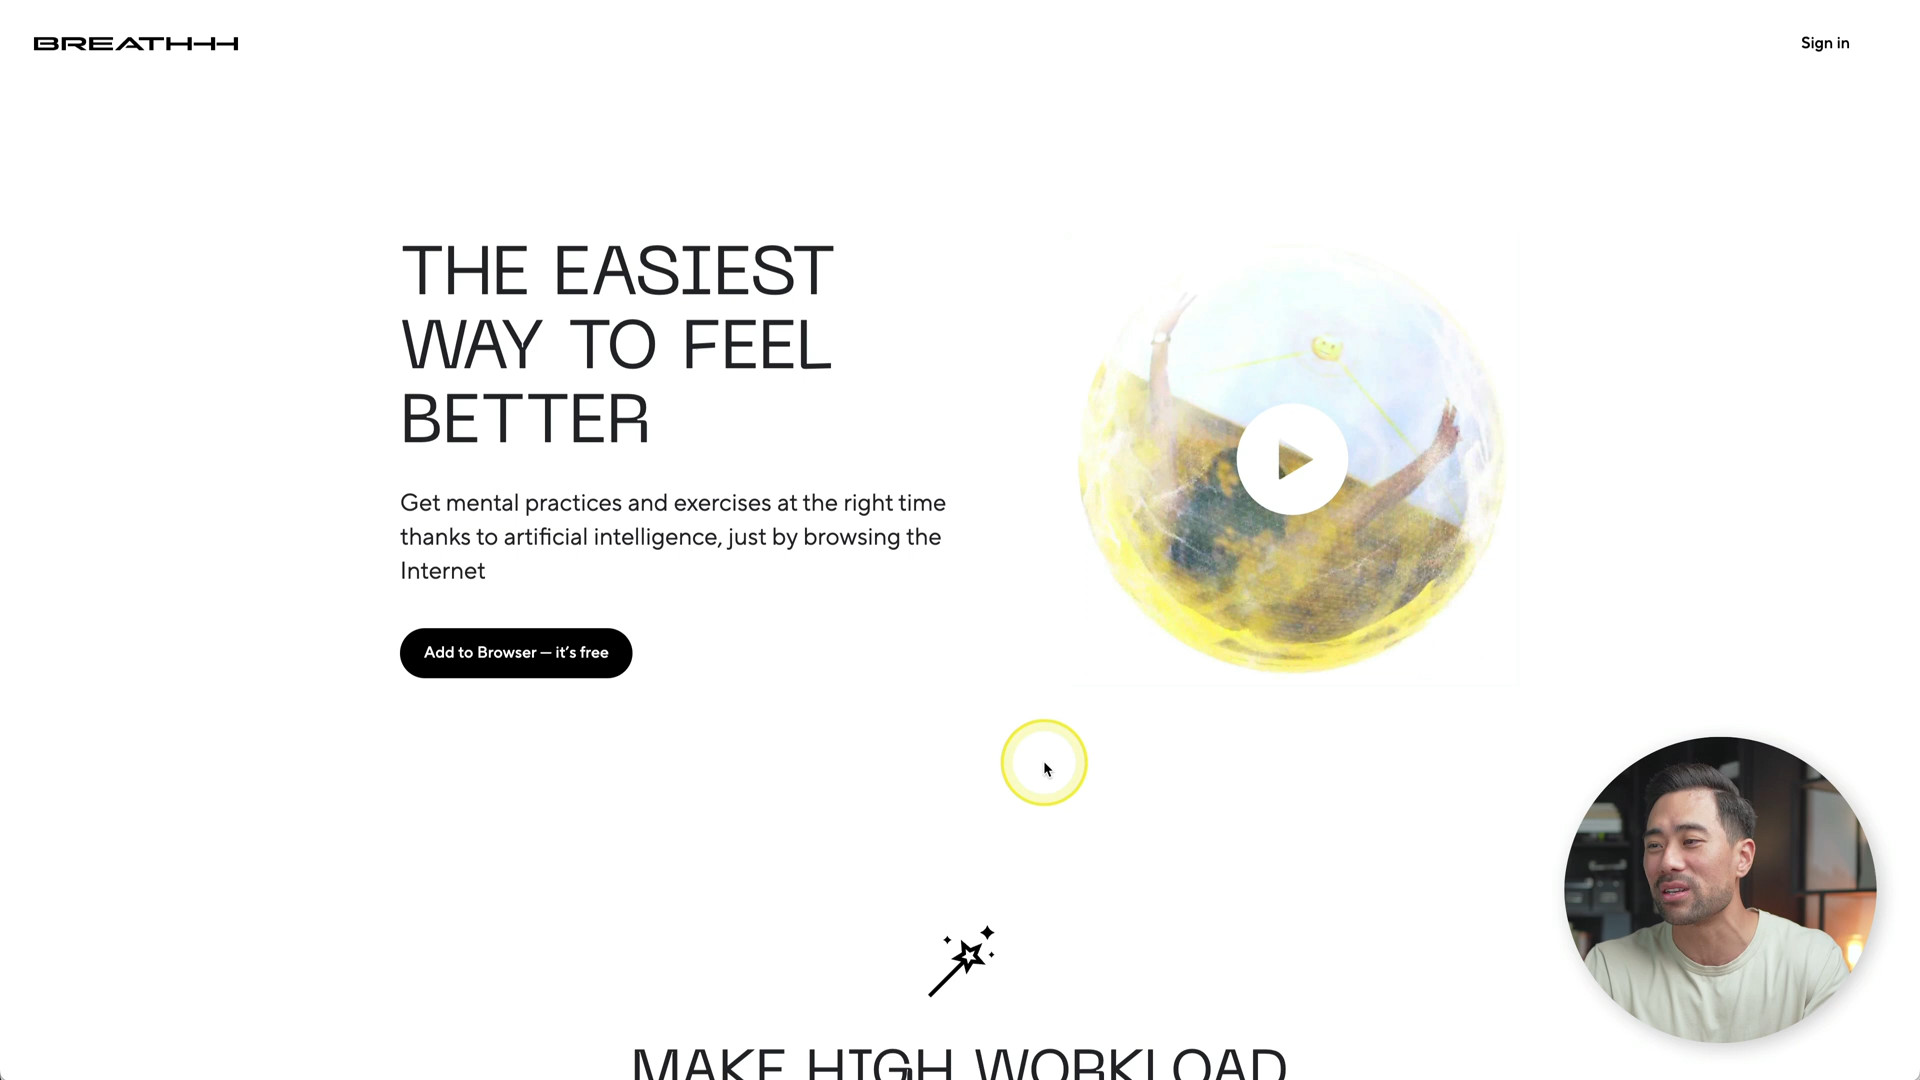 BREATHHH
Sign in
THE EASIEST
WAY TO FEEL
BETTER
Get mental practices and exercises at the right time
thanks to artificial intelligence, just by browsing the
Internet
Add to Browser — it’s free
MAKE HIGH WORKLOAD